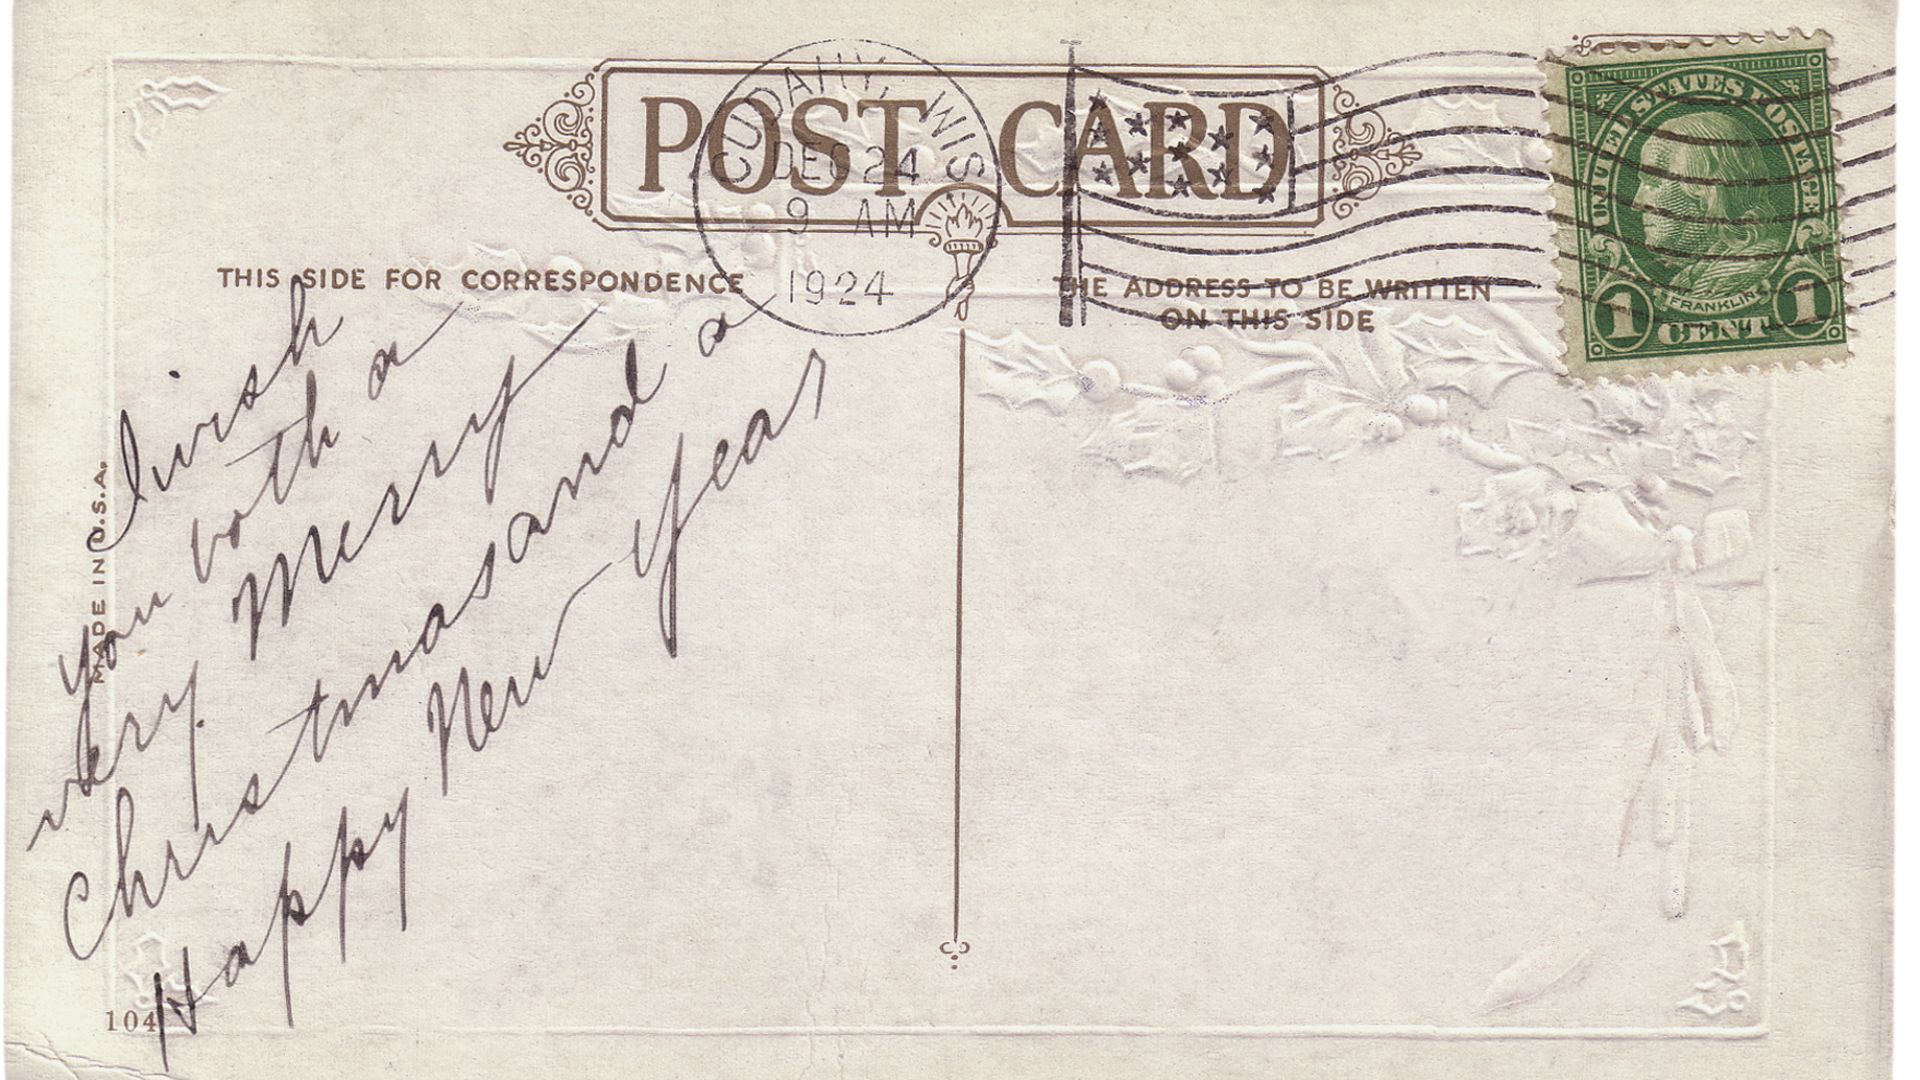 POST CARD
CUDAHY, WIS
DEC 24
9 AM
1924
THIS SIDE FOR CORRESPONDENCE
THE ADDRESS TO BE WRITTEN
ON THIS SIDE
UNITED STATES POSTAGE
FRANKLIN
1 CENT 1
MADE IN U.S.A.
I wish
you both a
very Merry
Christmas and a
Happy New Year
104